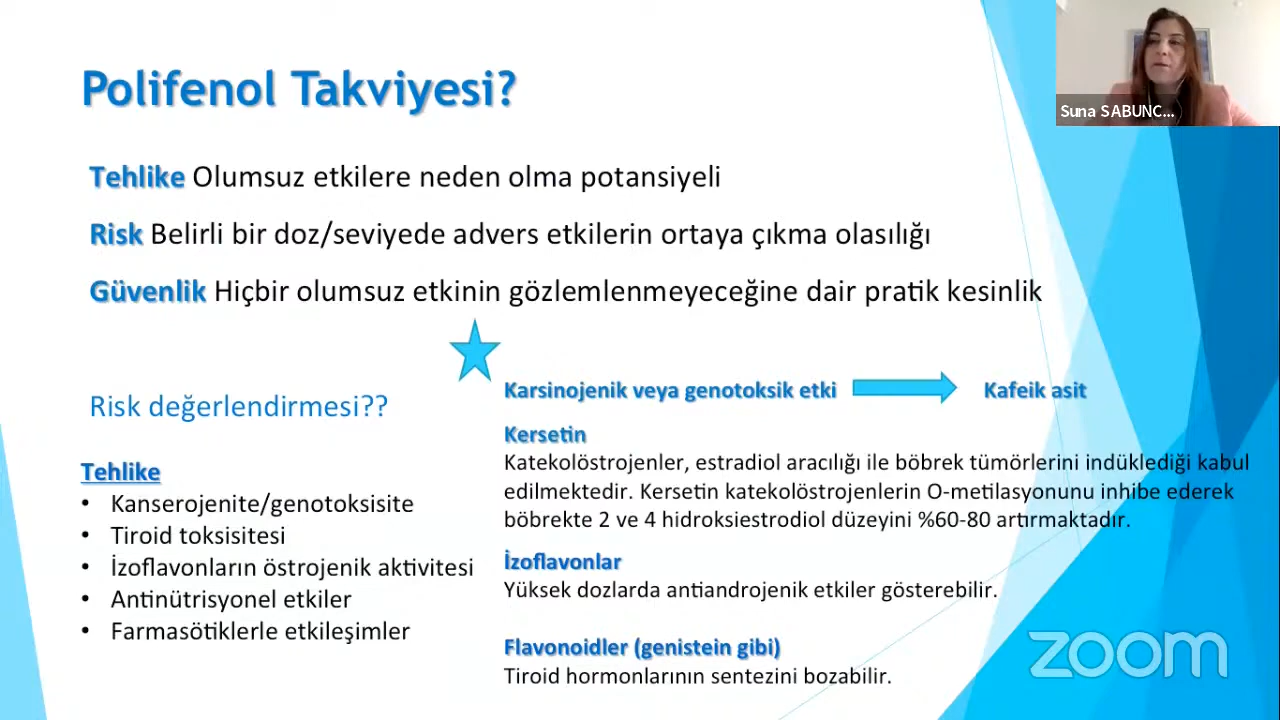 Polifenol Takviyesi?
Suna SABUNC...
Tehlike Olumsuz etkilere neden olma potansiyeli
Risk Belirli bir doz/seviyede advers etkilerin ortaya çıkma olasılığı
Güvenlik Hiçbir olumsuz etkinin gözlemlenmeyeceğine dair pratik kesinlik
Risk değerlendirmesi??
Tehlike
• Kanserojenite/genotoksisite
• Tiroid toksisitesi
• İzoflavonların östrojenik aktivitesi
• Antinütrisyonel etkiler
• Farmasötiklerle etkileşimler
Karsinojenik veya genotoksik etki Kafeik asit
Kersetin
Katekolöstrojenler, estradiol aracılığı ile böbrek tümörlerini indüklediği kabul
edilmektedir. Kersetin katekolöstrojenlerin O-metilasyonunu inhibe ederek
böbrekte 2 ve 4 hidroksiestrodiol düzeyini %60-80 artırmaktadır.
İzoflavonlar
Yüksek dozlarda antiandrojenik etkiler gösterebilir.
Flavonoidler (genistein gibi)
Tiroid hormonlarının sentezini bozabilir.
zoom